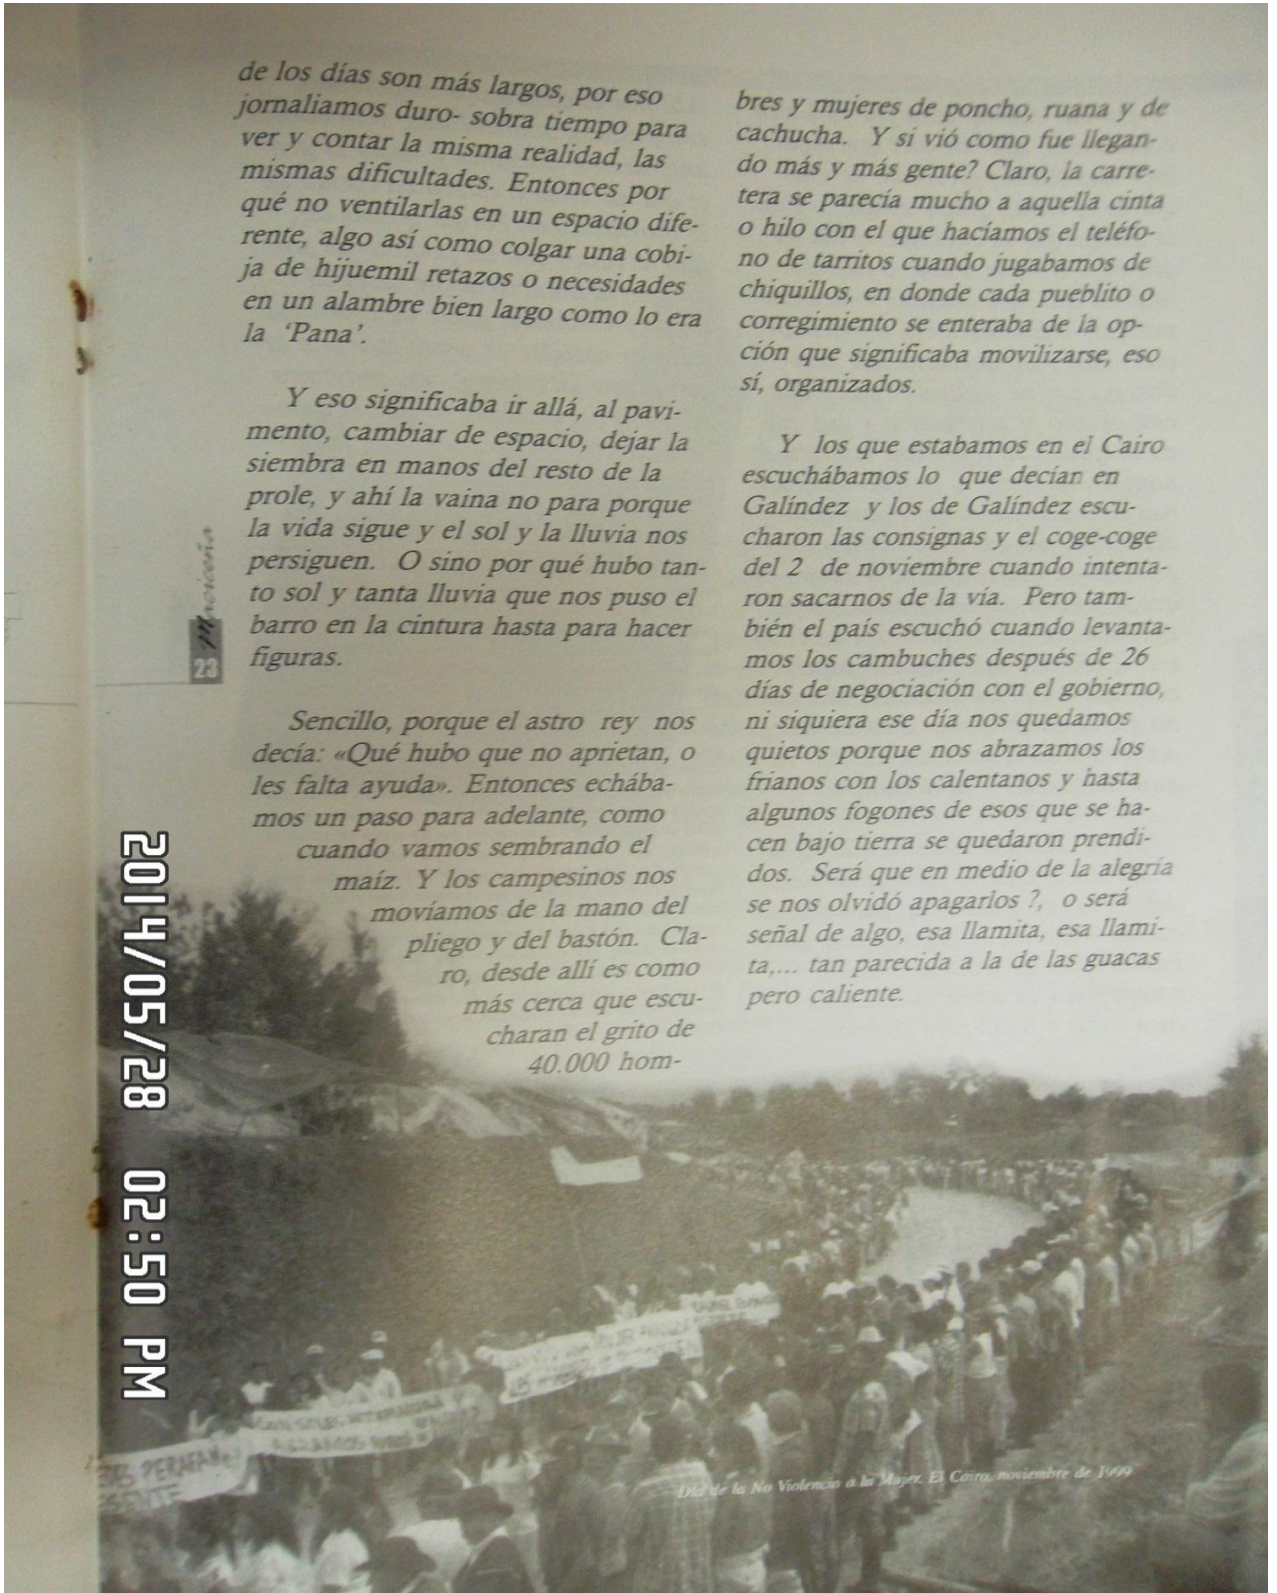 de los días son más largos, por eso
jornaliamos duro- sobra tiempo para
ver y contar la misma realidad, las
mismas dificultades. Entonces por
qué no ventilarlas en un espacio dife-
rente, algo así como colgar una cobi-
ja de hijuemil retazos o necesidades
en un alambre bien largo como lo era
la ‘Pana’.
Y eso significaba ir allá, al pavi-
mento, cambiar de espacio, dejar la
siembra en manos del resto de la
prole, y ahí la vaina no para porque
la vida sigue y el sol y la lluvia nos
persiguen. O sino por qué hubo tan-
to sol y tanta lluvia que nos puso el
barro en la cintura hasta para hacer
figuras.
Sencillo, porque el astro rey nos
decía: «Qué hubo que no aprietan, o
les falta ayuda». Entonces echába-
mos un paso para adelante, como
cuando vamos sembrando el
maíz. Y los campesinos nos
movíamos de la mano del
pliego y del bastón. Cla-
ro, desde allí es como
más cerca que escu-
charan el grito de
40.000 hom-
bres y mujeres de poncho, ruana y de
cachucha. Y si vió como fue llegan-
do más y más gente? Claro, la carre-
tera se parecía mucho a aquella cinta
o hilo con el que hacíamos el teléfo-
no de tarritos cuando jugabamos de
chiquillos, en donde cada pueblito o
corregimiento se enteraba de la op-
ción que significaba movilizarse, eso
sí, organizados.
Y los que estabamos en el Cairo
escuchábamos lo que decían en
Galíndez y los de Galíndez escu-
charon las consignas y el coge-coge
del 2 de noviembre cuando intenta-
ron sacarnos de la vía. Pero tam-
bién el país escuchó cuando levanta-
mos los cambuches después de 26
días de negociación con el gobierno,
ni siquiera ese día nos quedamos
quietos porque nos abrazamos los
frianos con los calentanos y hasta
algunos fogones de esos que se ha-
cen bajo tierra se quedaron prendi-
dos. Será que en medio de la alegría
se nos olvidó apagarlos ?, o será
señal de algo, esa llamita, esa llami-
ta,... tan parecida a la de las guacas
pero caliente.
23
2014/05/28 02:50 PM
PERAFAN
Día de la No Violencia a la Mujer. El Cairo, noviembre de 1999